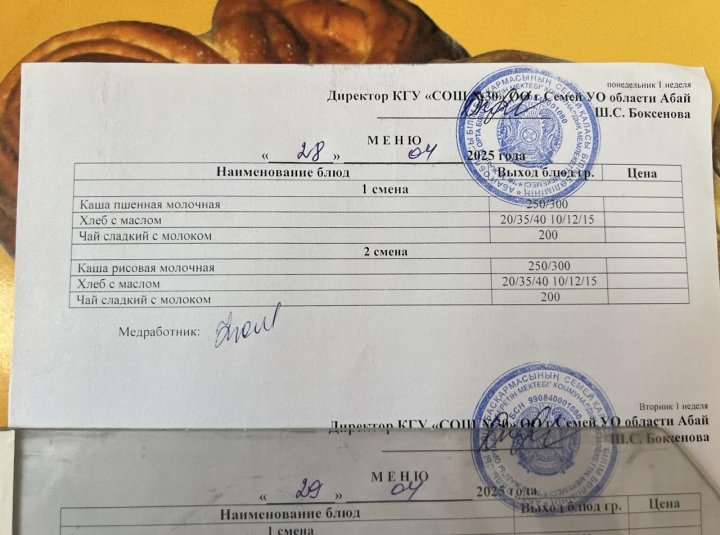 понедельник 1 неделя
Директор КГУ «СОШ №30» ОО г.Семей УО области Абай
Ш.С. Боксенова
М Е Н Ю
« 28 » 04 2025 года
Наименование блюд Выход блюд гр. Цена
1 смена
Каша пшенная молочная 250/300
Хлеб с маслом 20/35/40 10/12/15
Чай сладкий с молоком 200
2 смена
Каша рисовая молочная 250/300
Хлеб с маслом 20/35/40 10/12/15
Чай сладкий с молоком 200
Медработник:
Вторник 1 неделя
Директор КГУ «СОШ №30» ОО г.Семей УО области Абай
Ш.С. Боксенова
М Е Н Ю
« 29 » 04 2025 года
Наименование блюд Выход блюд гр. Цена
1 смена
БСН 990840001080